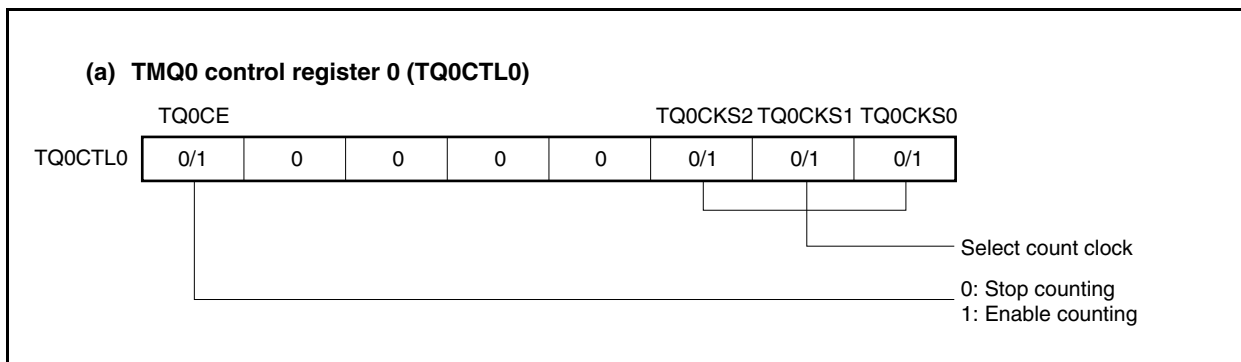 (a) TMQ0 control register 0 (TQ0CTL0)
TQ0CE TQ0CKS2 TQ0CKS1 TQ0CKS0
TQ0CTL0 0/1 0 0 0 0 0/1 0/1 0/1
Select count clock
0: Stop counting
1: Enable counting